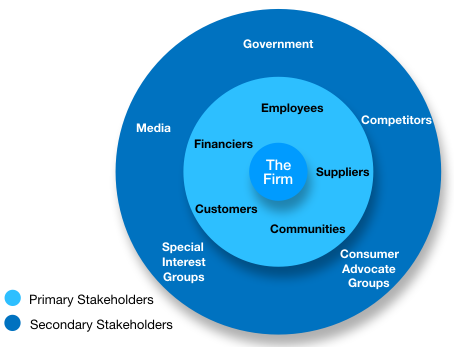 Government
Employees
Media
Competitors
Financiers
The
Firm
Suppliers
Customers
Communities
Special
Interest
Groups
Consumer
Advocate
Groups
Primary Stakeholders
Secondary Stakeholders